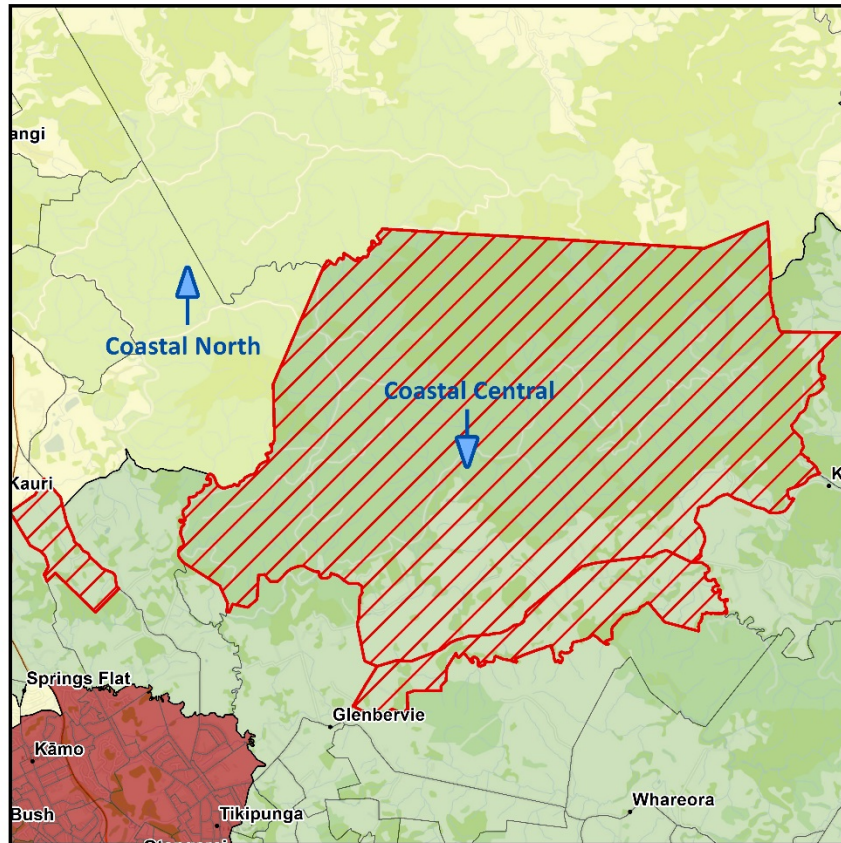 angi
Coastal North
Coastal Central
Kauri
K
Springs Flat
Glenbervie
Kāmo
Whareora
Bush
Tikipunga